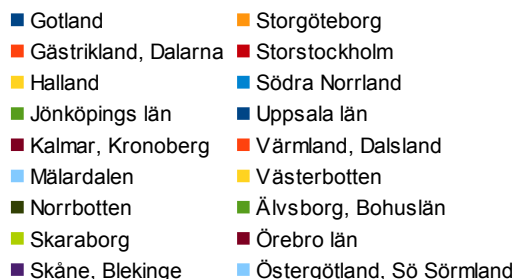 Gotland
Gästrikland, Dalarna
Halland
Jönköpings län
Kalmar, Kronoberg
Mälardalen
Norrbotten
Skaraborg
Skåne, Blekinge
Storgöteborg
Storstockholm
Södra Norrland
Uppsala län
Värmland, Dalsland
Västerbotten
Älvsborg, Bohuslän
Örebro län
Östergötland, Sö Sörmland